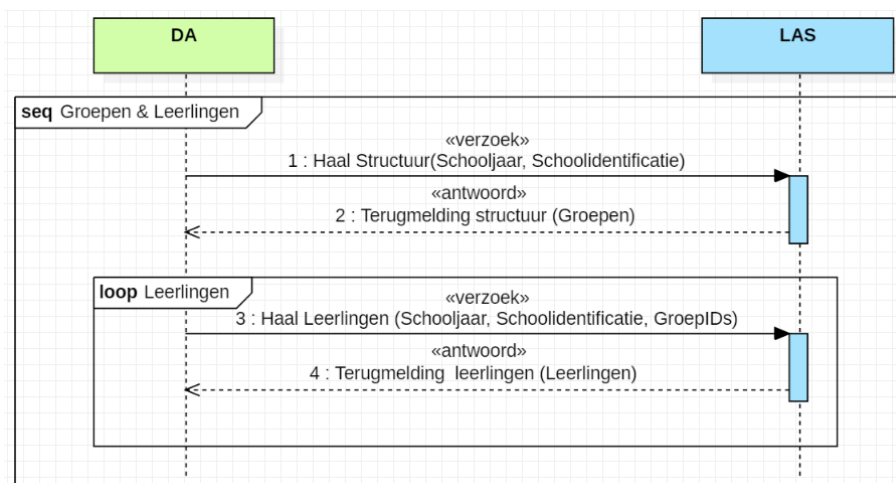 DA
LAS
seq Groepen & Leerlingen
«verzoek»
1 : Haal Structuur(Schooljaar, Schoolidentificatie)
«antwoord»
2 : Terugmelding structuur (Groepen)
loop Leerlingen
«verzoek»
3 : Haal Leerlingen (Schooljaar, Schoolidentificatie, GroepIDs)
«antwoord»
4 : Terugmelding  leerlingen (Leerlingen)